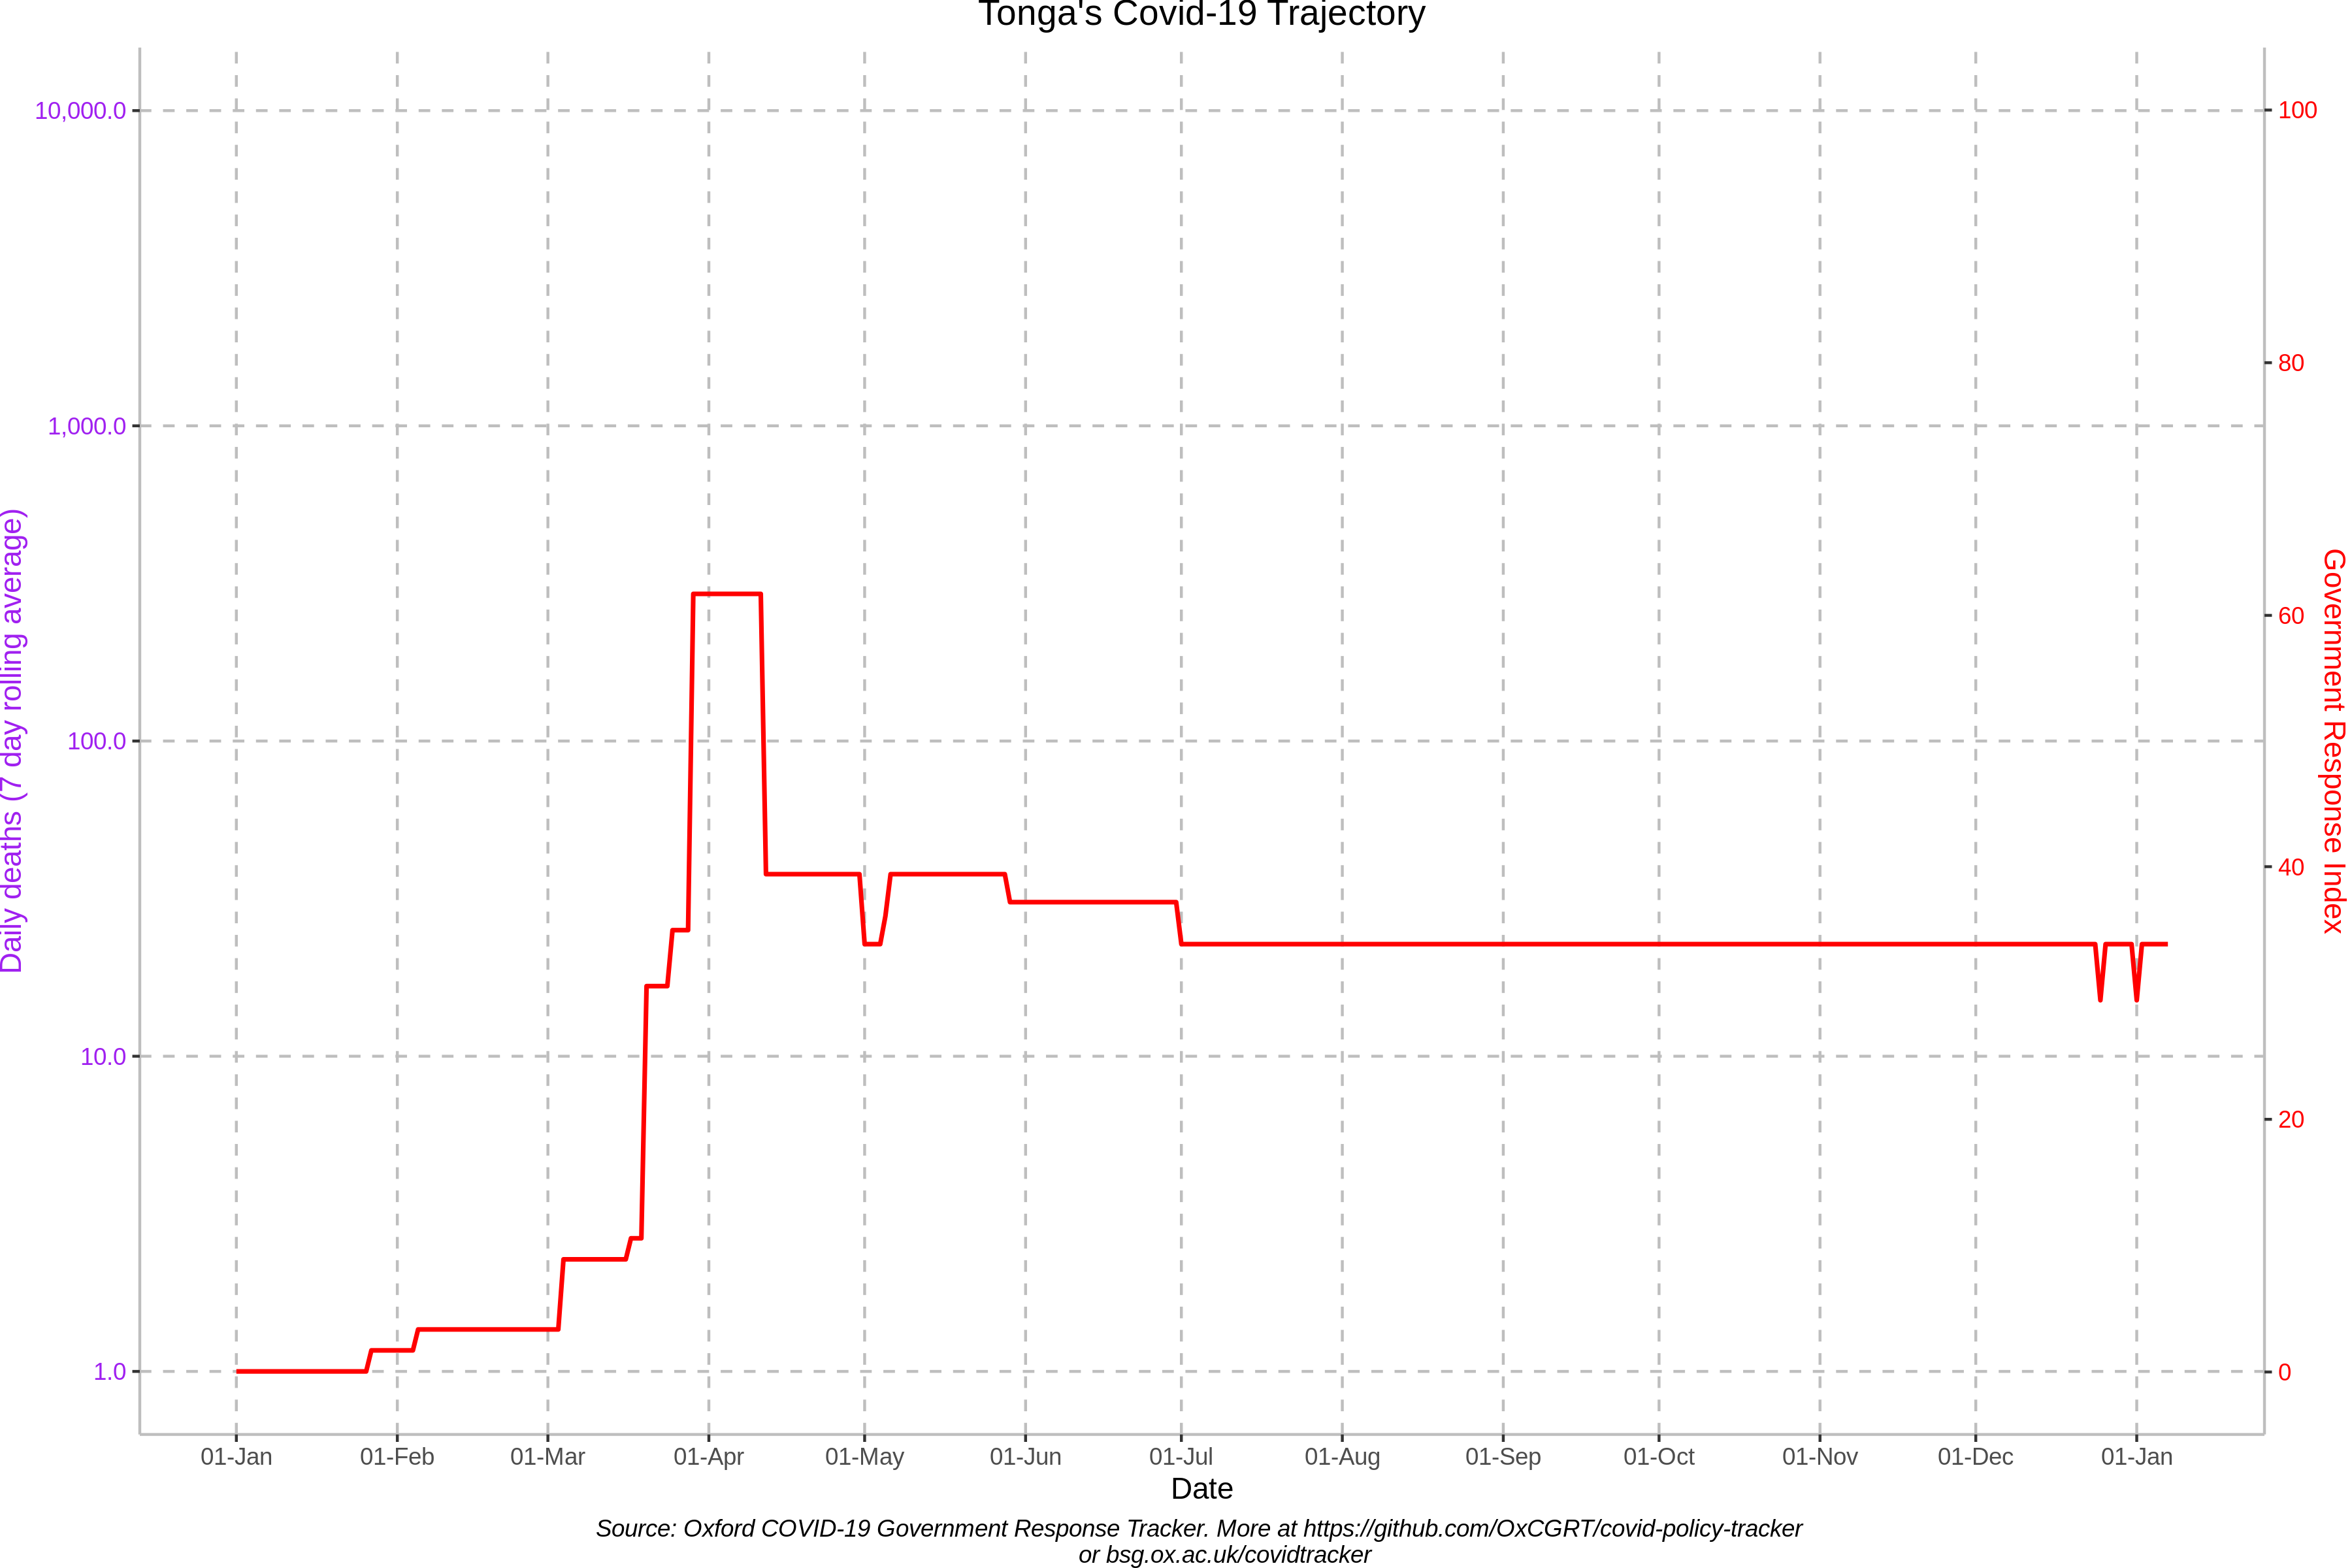 Tonga's Covid-19 Trajectory
10,000.0
1,000.0
100.0
10.0
1.0
Daily deaths (7 day rolling average)
100
80
60
40
20
0
Government Response Index
01-Jan 01-Feb 01-Mar 01-Apr 01-May 01-Jun 01-Jul 01-Aug 01-Sep 01-Oct 01-Nov 01-Dec 01-Jan
Date
Source: Oxford COVID-19 Government Response Tracker. More at https://github.com/OxCGRT/covid-policy-tracker
or bsg.ox.ac.uk/covidtracker